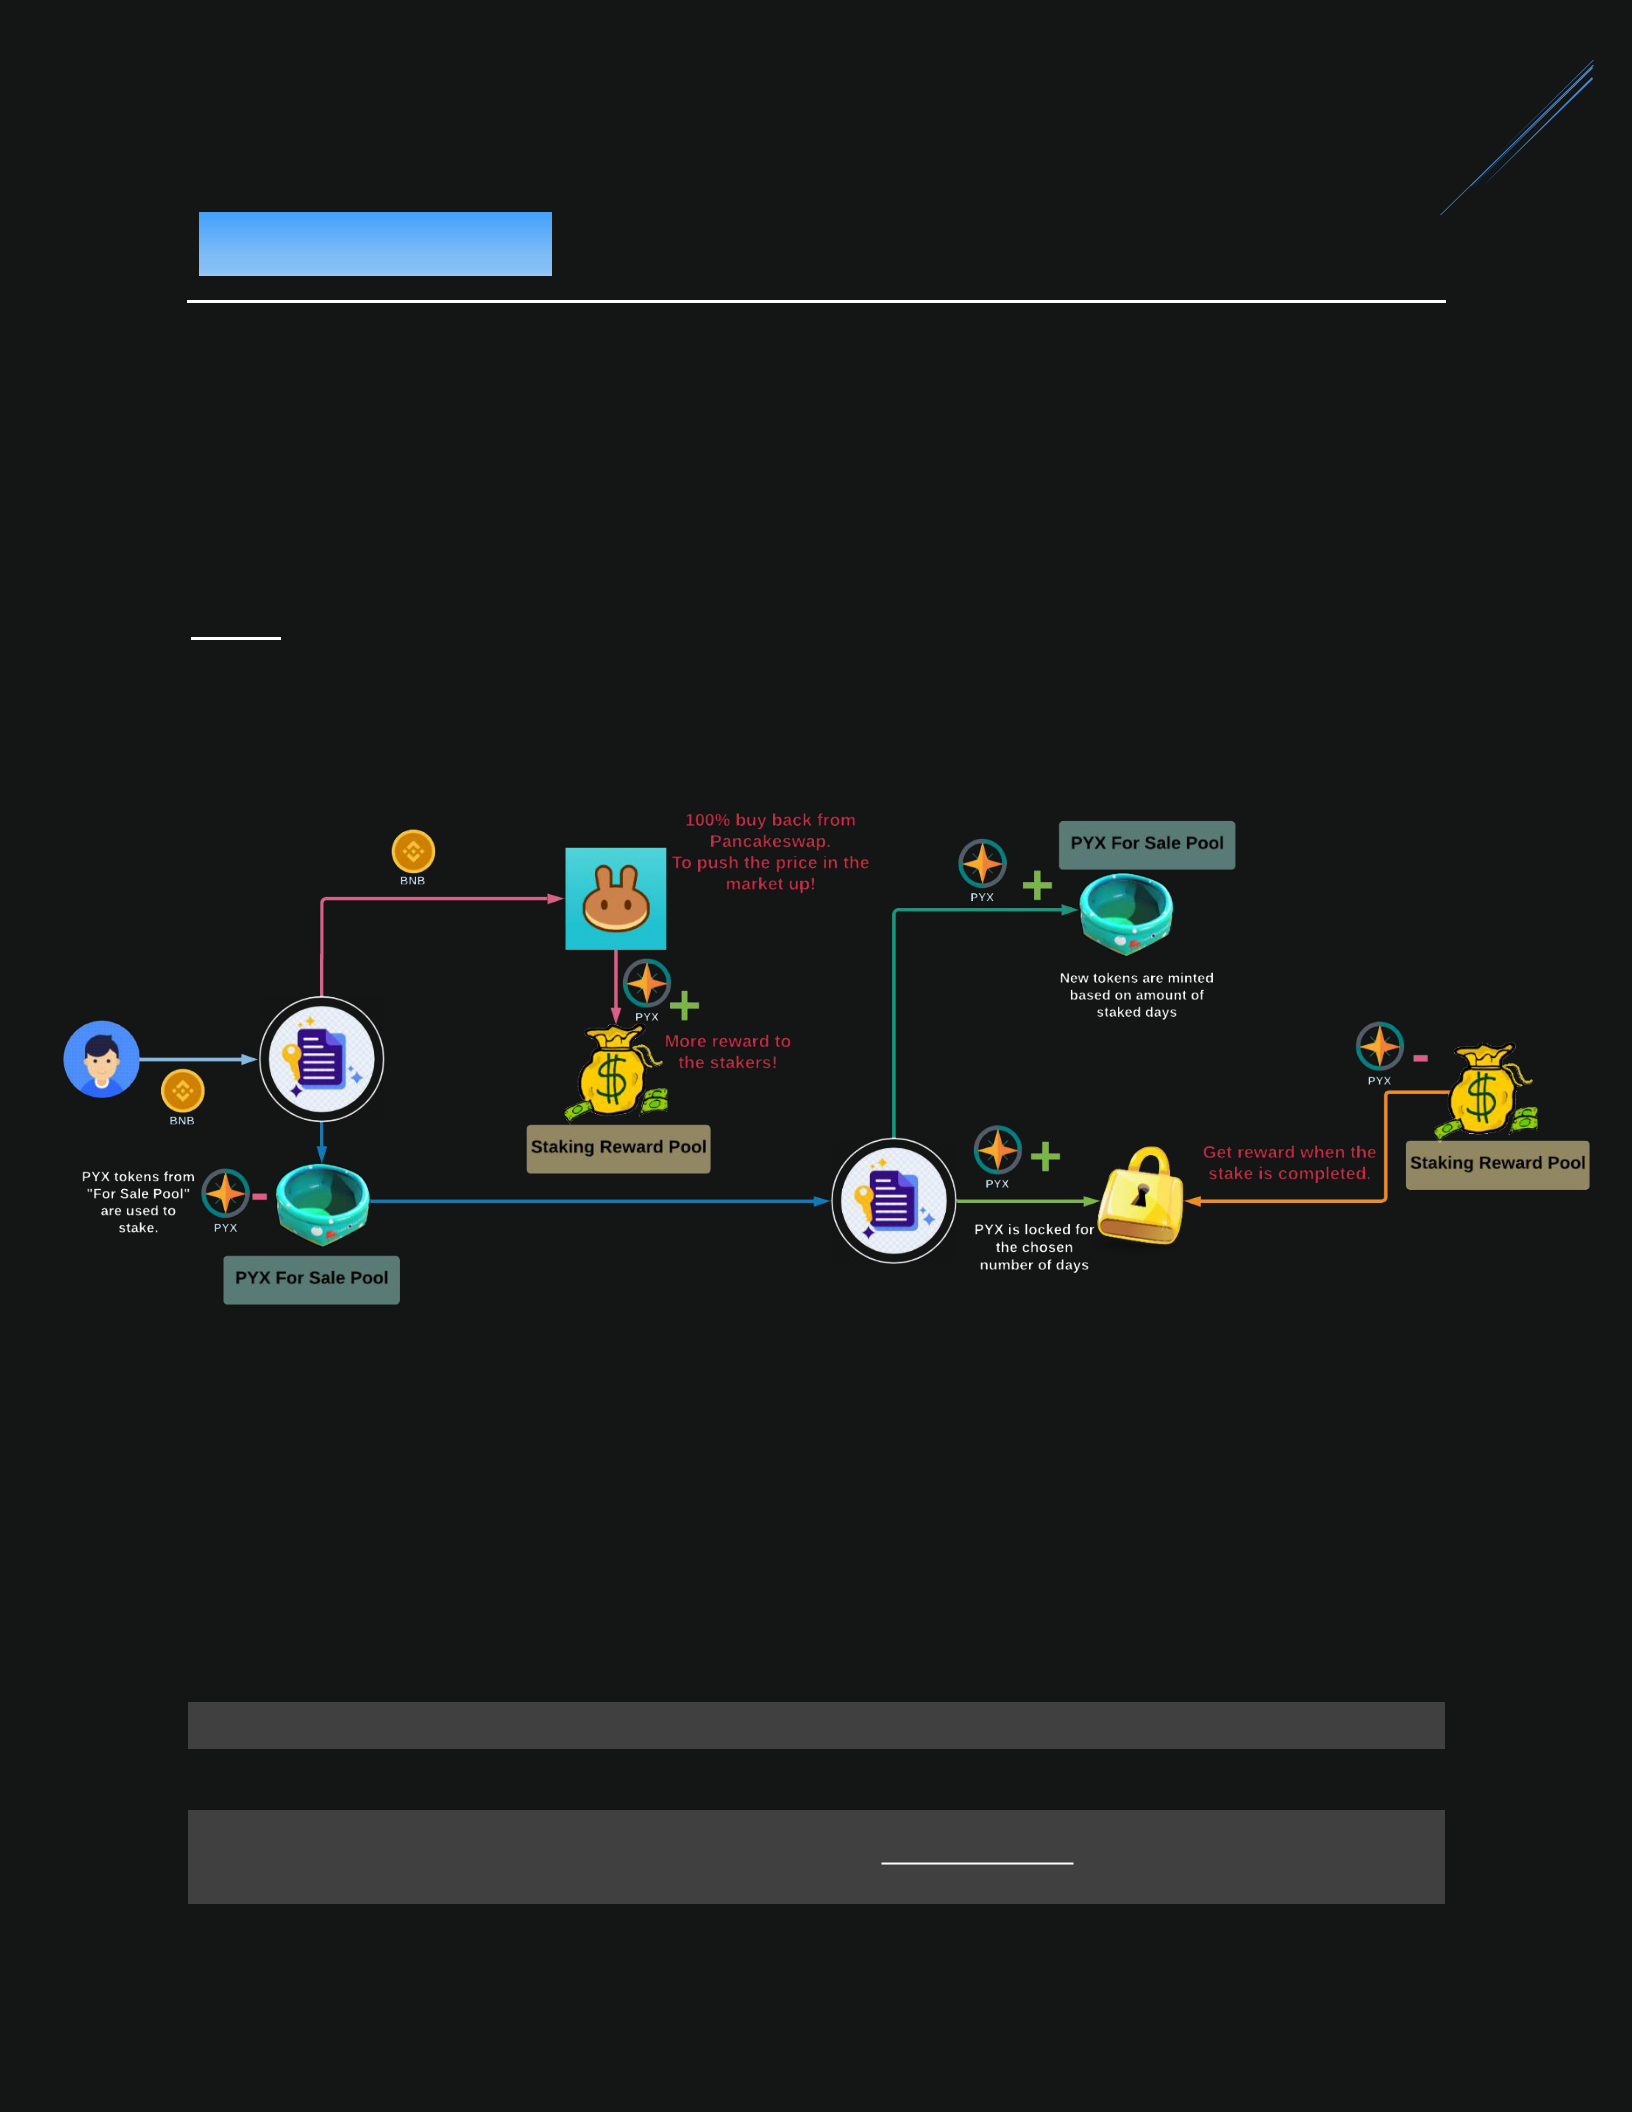 100% buy back from
Pancakeswap.
To push the price in the
market up!
BNB
PYX
PYX For Sale Pool
New tokens are minted
based on amount of
staked days
PYX
More reward to
the stakers!
BNB
Staking Reward Pool
PYX
Staking Reward Pool
PYX tokens from
"For Sale Pool"
are used to
stake.
PYX
PYX For Sale Pool
PYX
PYX is locked for
the chosen
number of days
Get reward when the
stake is completed.